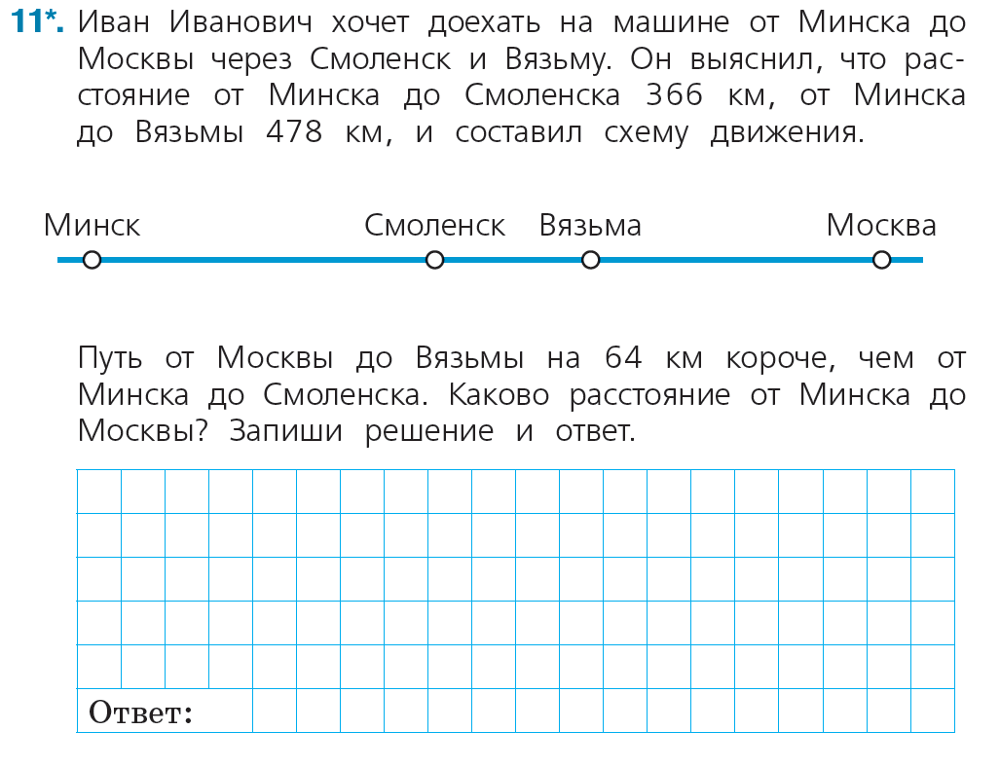 11*. Иван Иванович хочет доехать на машине от Минска до
Москвы через Смоленск и Вязьму. Он выяснил, что рас-
стояние от Минска до Смоленска 366 км, от Минска
до Вязьмы 478 км, и составил схему движения.
Минск Смоленск Вязьма Москва
Путь от Москвы до Вязьмы на 64 км короче, чем от
Минска до Смоленска. Каково расстояние от Минска до
Москвы? Запиши решение и ответ.
Ответ: